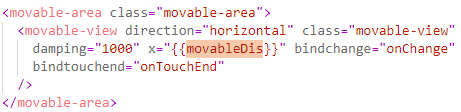 <movable-area class="movable-area">
<movable-view direction="horizontal" class="movable-view"
damping="1000" x="{{movableDis}}" bindchange="onChange"
bindtouchend="onTouchEnd"
/>
</movable-area>